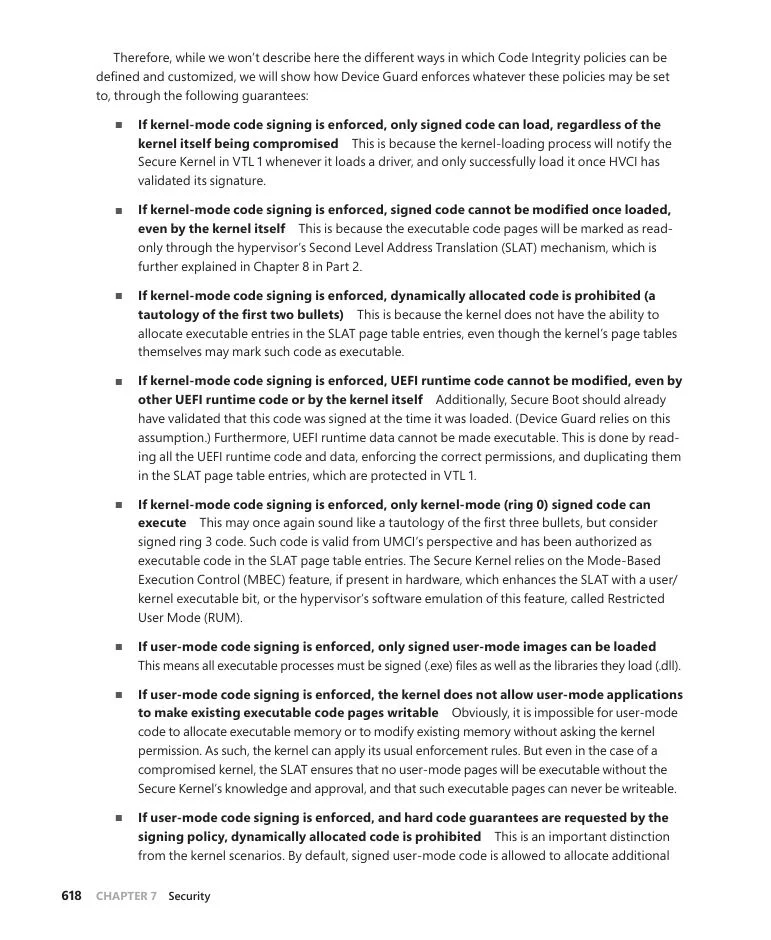 Therefore, while we won't describe here the different ways in which Code Integrity policies can be
defined and customized, we will show how Device Guard enforces whatever these policies may be set
to, through the following guarantees:
■ If kernel-mode code signing is enforced, only signed code can load, regardless of the
kernel itself being compromised This is because the kernel-loading process will notify the
Secure Kernel in VTL 1 whenever it loads a driver, and only successfully load it once HVCI has
validated its signature.
■ If kernel-mode code signing is enforced, signed code cannot be modified once loaded,
even by the kernel itself This is because the executable code pages will be marked as read-
only through the hypervisor's Second Level Address Translation (SLAT) mechanism, which is
further explained in Chapter 8 in Part 2.
■ If kernel-mode code signing is enforced, dynamically allocated code is prohibited (a
tautology of the first two bullets) This is because the kernel does not have the ability to
allocate executable entries in the SLAT page table entries, even though the kernel's page tables
themselves may mark such code as executable.
■ If kernel-mode code signing is enforced, UEFI runtime code cannot be modified, even by
other UEFI runtime code or by the kernel itself Additionally, Secure Boot should already
have validated that this code was signed at the time it was loaded. (Device Guard relies on this
assumption.) Furthermore, UEFI runtime data cannot be made executable. This is done by read-
ing all the UEFI runtime code and data, enforcing the correct permissions, and duplicating them
in the SLAT page table entries, which are protected in VTL 1.
■ If kernel-mode code signing is enforced, only kernel-mode (ring 0) signed code can
execute This may once again sound like a tautology of the first three bullets, but consider
signed ring 3 code. Such code is valid from UMCI's perspective and has been authorized as
executable code in the SLAT page table entries. The Secure Kernel relies on the Mode-Based
Execution Control (MBEC) feature, if present in hardware, which enhances the SLAT with a user/
kernel executable bit, or the hypervisor's software emulation of this feature, called Restricted
User Mode (RUM).
■ If user-mode code signing is enforced, only signed user-mode images can be loaded
This means all executable processes must be signed (.exe) files as well as the libraries they load (.dll).
■ If user-mode code signing is enforced, the kernel does not allow user-mode applications
to make existing executable code pages writable Obviously, it is impossible for user-mode
code to allocate executable memory or to modify existing memory without asking the kernel
permission. As such, the kernel can apply its usual enforcement rules. But even in the case of a
compromised kernel, the SLAT ensures that no user-mode pages will be executable without the
Secure Kernel's knowledge and approval, and that such executable pages can never be writeable.
■ If user-mode code signing is enforced, and hard code guarantees are requested by the
signing policy, dynamically allocated code is prohibited This is an important distinction
from the kernel scenarios. By default, signed user-mode code is allowed to allocate additional
618 CHAPTER 7 Security